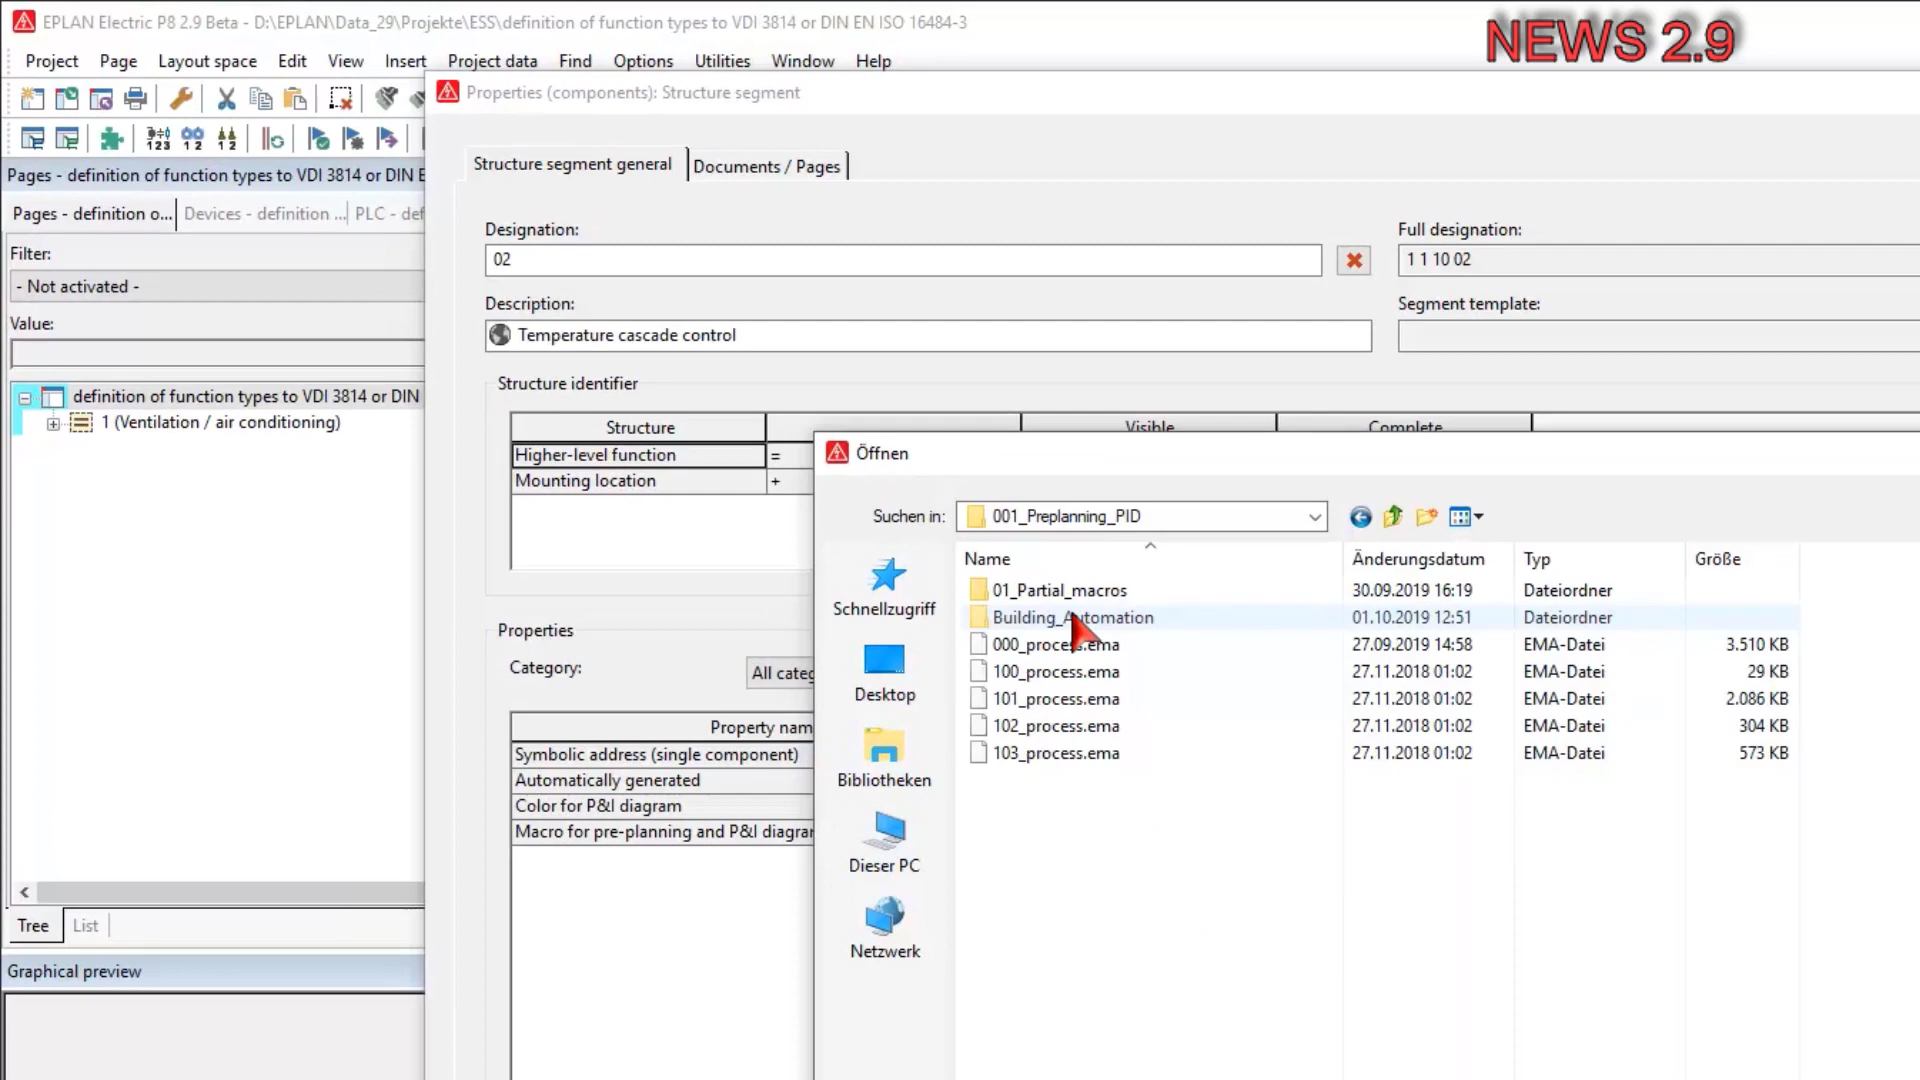 EPLAN Electric P8 2.9 Beta - D:\EPLAN\Data_29\Projekte\ESS\definition of function types to VDI 3814 or DIN EN ISO 16484-3
NEWS 2.9
Project Page Layout space Edit View Insert Project data Find Options Utilities Window Help
Properties (components): Structure segment
Pages - definition of function types to VDI 3814 or DIN E
Pages - definition o... Devices - definition ... PLC - def
Filter:
- Not activated -
Value:
definition of function types to VDI 3814 or DIN
1 (Ventilation / air conditioning)
Tree List
Graphical preview
Structure segment general Documents / Pages
Designation:
02
Full designation:
1 1 10 02
Description:
Temperature cascade control
Segment template:
Structure identifier
Structure Visible Complete
Higher-level function =
Mounting location +
Properties
Category: All categ
Property nam
Symbolic address (single component)
Automatically generated
Color for P&I diagram
Macro for pre-planning and P&I diagrar
Öffnen
Suchen in: 001_Preplanning_PID
Schnellzugriff
Desktop
Bibliotheken
Dieser PC
Netzwerk
Name Änderungsdatum Typ Größe
01_Partial_macros 30.09.2019 16:19 Dateiordner
Building_Automation 01.10.2019 12:51 Dateiordner
000_process.ema 27.09.2019 14:58 EMA-Datei 3.510 KB
100_process.ema 27.11.2018 01:02 EMA-Datei 29 KB
101_process.ema 27.11.2018 01:02 EMA-Datei 2.086 KB
102_process.ema 27.11.2018 01:02 EMA-Datei 304 KB
103_process.ema 27.11.2018 01:02 EMA-Datei 573 KB